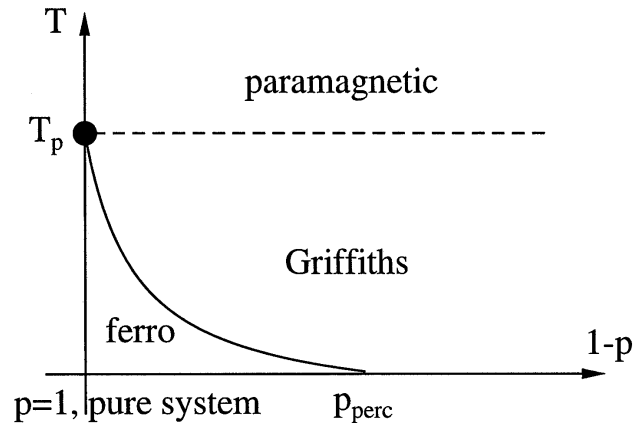 T
paramagnetic
Tp
Griffiths
ferro
1-p
p=1, pure system pperc